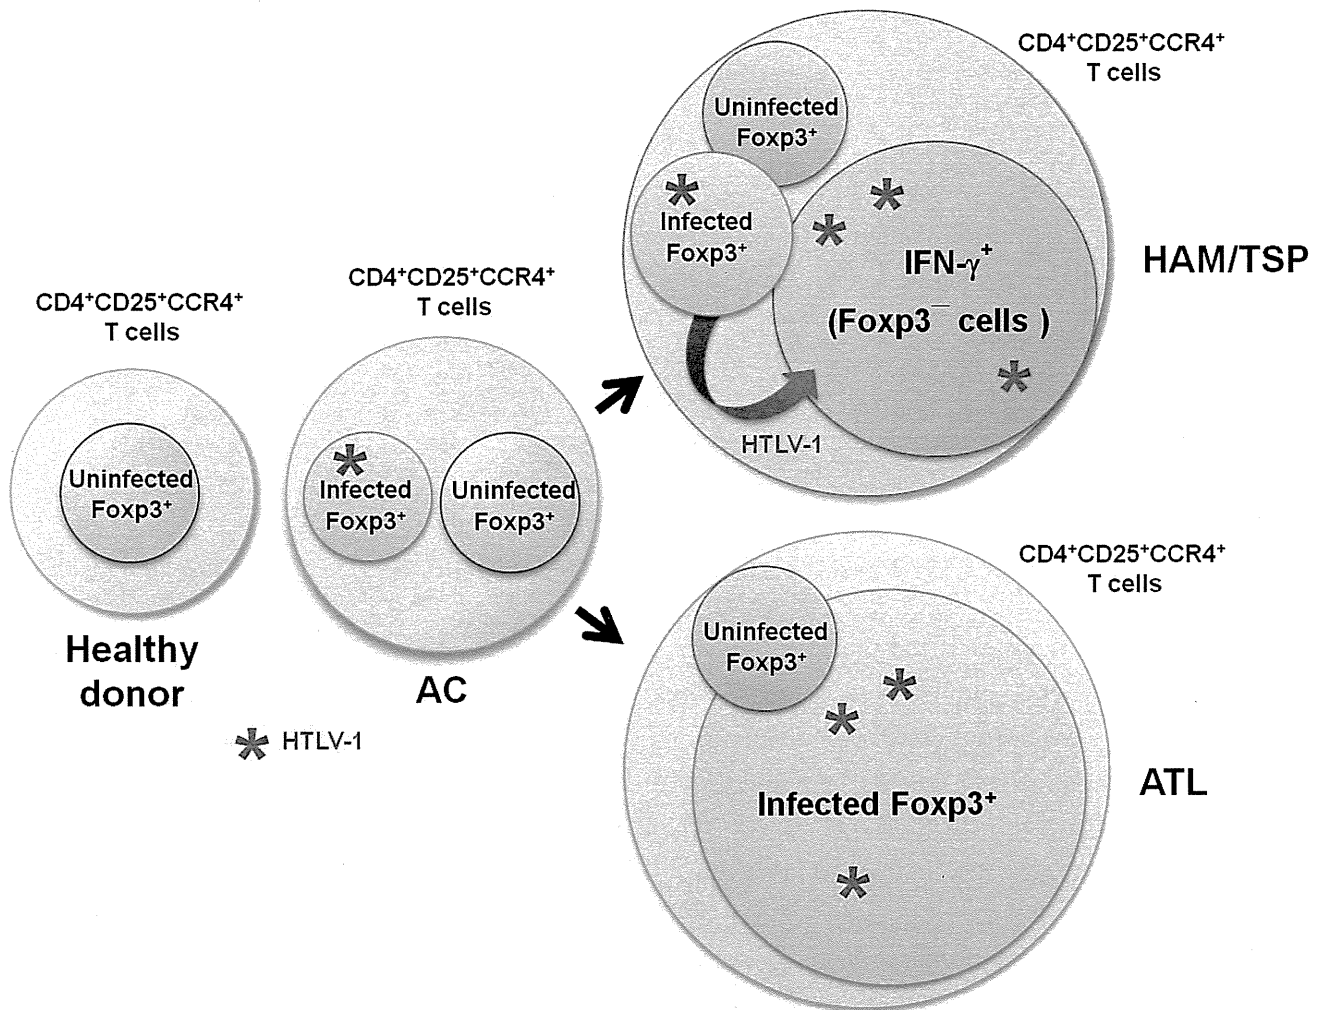 CD4⁺CD25⁺CCR4⁺
T cells
Uninfected
Foxp3⁺
Healthy
donor
CD4⁺CD25⁺CCR4⁺
T cells
*
Infected
Foxp3⁺
Uninfected
Foxp3⁺
AC
* HTLV-1
CD4⁺CD25⁺CCR4⁺
T cells
Uninfected
Foxp3⁺
*
Infected
Foxp3⁺
* *
IFN-γ⁺
(Foxp3⁻ cells )
*
HTLV-1
HAM/TSP
CD4⁺CD25⁺CCR4⁺
T cells
Uninfected
Foxp3⁺
* *
Infected Foxp3⁺
*
ATL